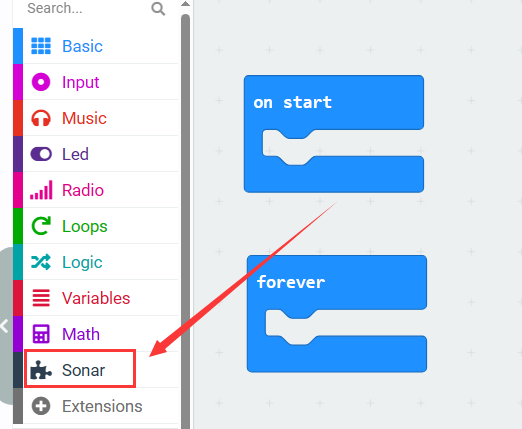 Search...
Basic
Input
Music
Led
Radio
Loops
Logic
Variables
Math
Sonar
Extensions
on start
forever